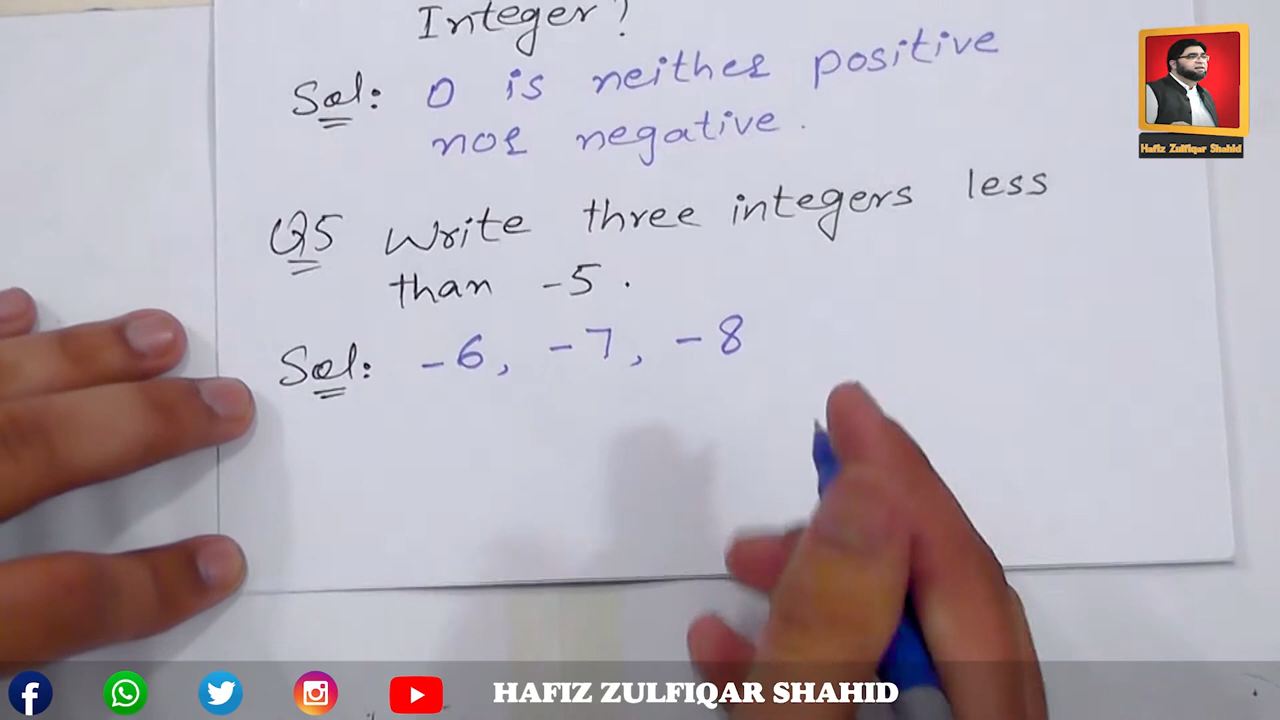 Integer?
Sol: 0 is neither positive
nor negative.
Q5 Write three integers less
than -5.
Sol: -6, -7, -8
Hafiz Zulfiqar Shahid
HAFIZ ZULFIQAR SHAHID